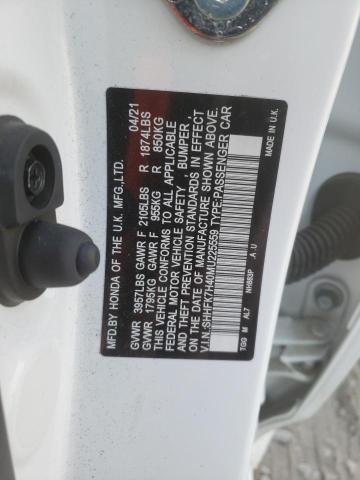 MFD.BY HONDA OF THE U.K. MFG.,LTD. 04/21
GVWR 3957LBS GAWR F 2105LBS R 1874LBS
GVWR 1795KG GAWR F 955KG R 850KG
THIS VEHICLE CONFORMS TO ALL APPLICABLE
FEDERAL MOTOR VEHICLE SAFETY , BUMPER ,
AND THEFT PREVENTION STANDARDS IN EFFECT
ON THE DATE OF MANUFACTURE SHOWN ABOVE.
V.I.N.:SHHFK7H40MU225559 TYPE:PASSENGER CAR
TGG M AL7 NH883P A U MADE IN U.K.